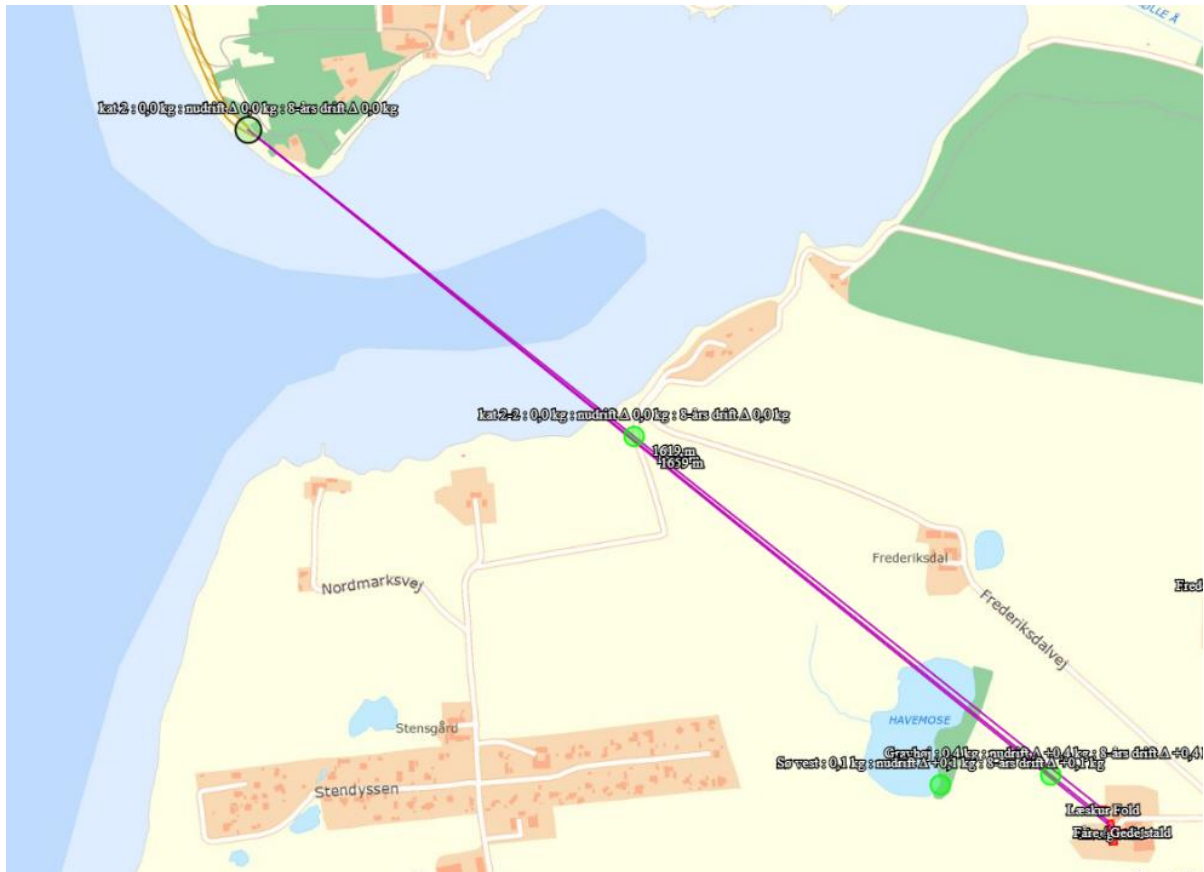 ØLLE Å
kat 2 : 0,0 kg : nudrift Δ 0,0 kg : 8-års drift Δ 0,0 kg
kat 2-2 : 0,0 kg : nudrift Δ 0,0 kg : 8-års drift Δ 0,0 kg
1619 m
1659 m
Frederiksdal
Nordmarksvej
Frederiksdalvej
Stensgård
HAVEMOSE
Gravhøj : 0,4 kg : nudrift Δ +0,4 kg : 8-års drift Δ +0,4
Sø vest : 0,1 kg : nudrift Δ +0,1 kg : 8-års drift Δ +0,1 kg
Stendyssen
Læskur Fold
Gedejstald